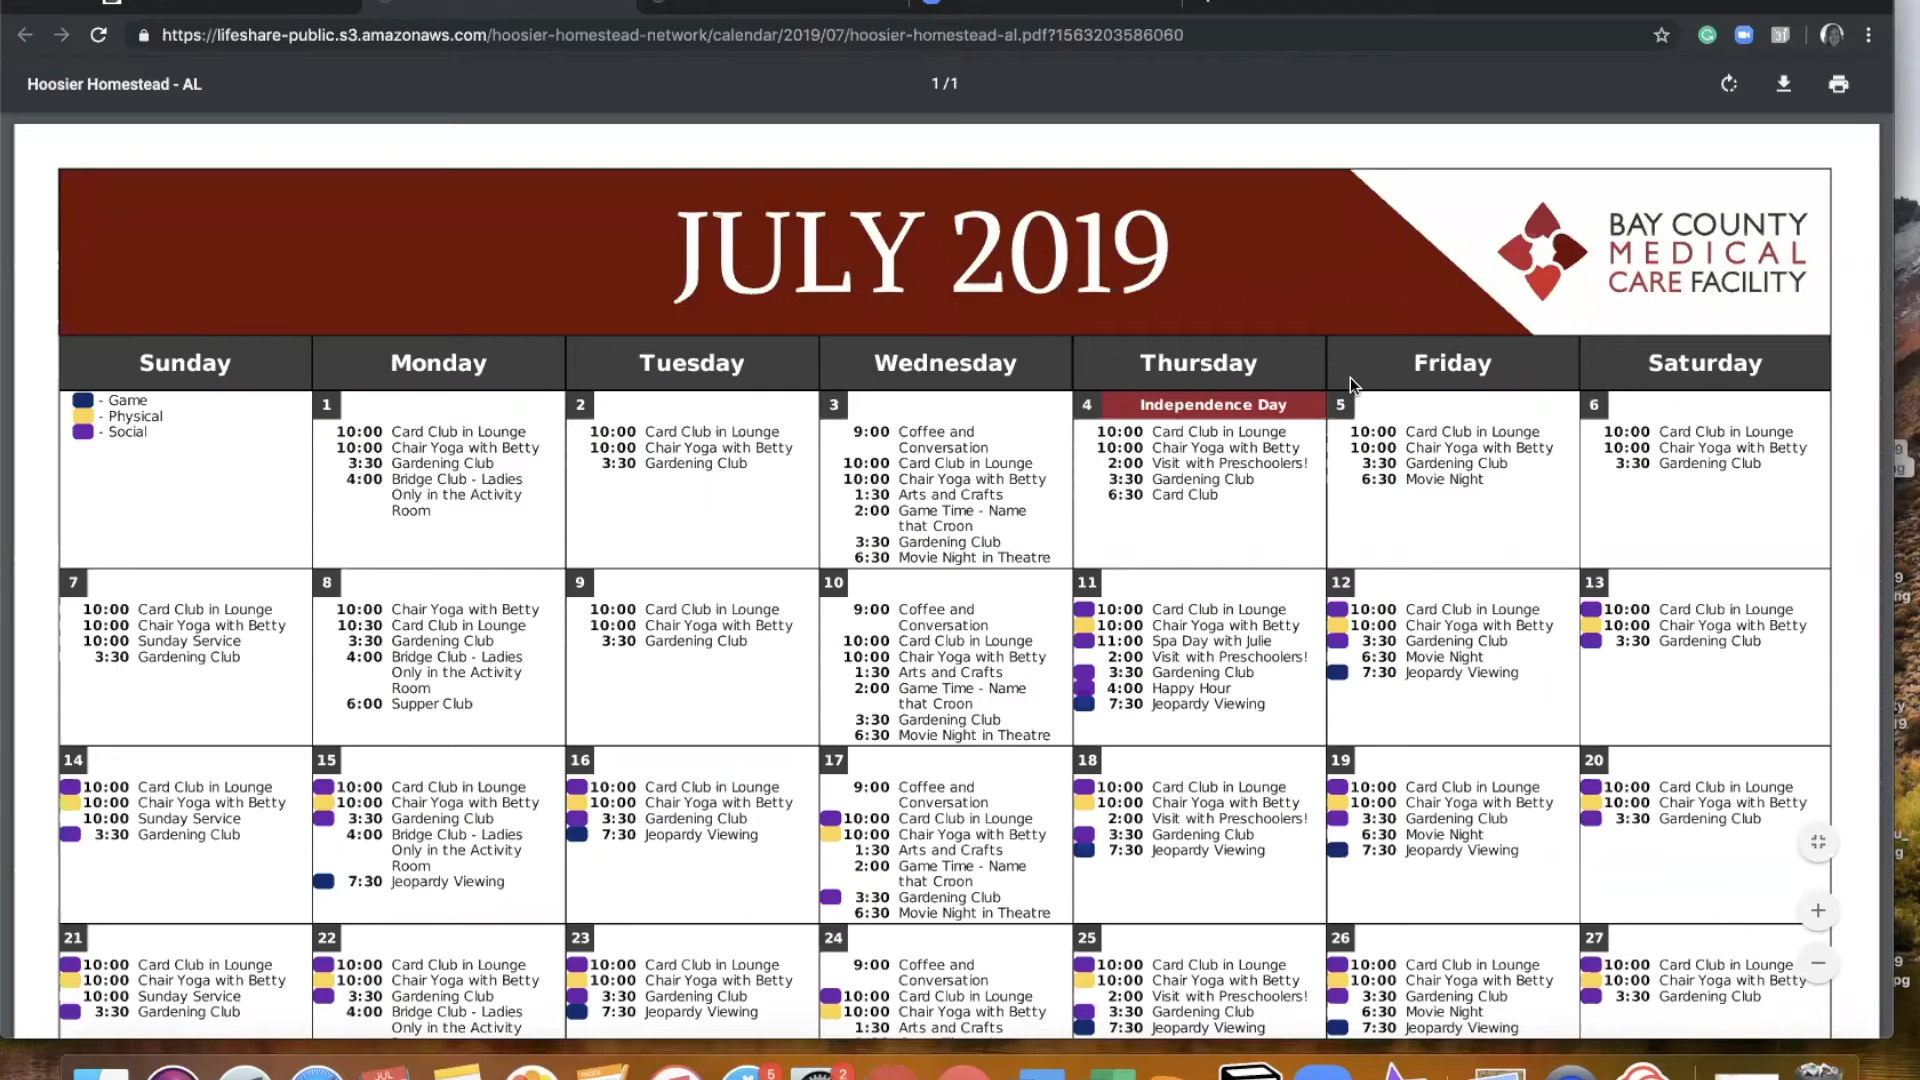 https://lifeshare-public.s3.amazonaws.com/hoosier-homestead-network/calendar/2019/07/hoosier-homestead-al.pdf?1563203586060
Hoosier Homestead - AL
1 / 1
JULY 2019
BAY COUNTY
MEDICAL
CARE FACILITY
Sunday Monday Tuesday Wednesday Thursday Friday Saturday
- Game
- Physical
- Social
1
10:00 Card Club in Lounge
10:00 Chair Yoga with Betty
3:30 Gardening Club
4:00 Bridge Club - Ladies
Only in the Activity
Room
2
10:00 Card Club in Lounge
10:00 Chair Yoga with Betty
3:30 Gardening Club
3
9:00 Coffee and
Conversation
10:00 Card Club in Lounge
10:00 Chair Yoga with Betty
1:30 Arts and Crafts
2:00 Game Time - Name
that Croon
3:30 Gardening Club
6:30 Movie Night in Theatre
4 Independence Day
10:00 Card Club in Lounge
10:00 Chair Yoga with Betty
2:00 Visit with Preschoolers!
3:30 Gardening Club
6:30 Card Club
5
10:00 Card Club in Lounge
10:00 Chair Yoga with Betty
3:30 Gardening Club
6:30 Movie Night
6
10:00 Card Club in Lounge
10:00 Chair Yoga with Betty
3:30 Gardening Club
7
10:00 Card Club in Lounge
10:00 Chair Yoga with Betty
10:00 Sunday Service
3:30 Gardening Club
8
10:00 Chair Yoga with Betty
10:30 Card Club in Lounge
3:30 Gardening Club
4:00 Bridge Club - Ladies
Only in the Activity
Room
6:00 Supper Club
9
10:00 Card Club in Lounge
10:00 Chair Yoga with Betty
3:30 Gardening Club
10
9:00 Coffee and
Conversation
10:00 Card Club in Lounge
10:00 Chair Yoga with Betty
1:30 Arts and Crafts
2:00 Game Time - Name
that Croon
3:30 Gardening Club
6:30 Movie Night in Theatre
11
10:00 Card Club in Lounge
10:00 Chair Yoga with Betty
11:00 Spa Day with Julie
2:00 Visit with Preschoolers!
3:30 Gardening Club
4:00 Happy Hour
7:30 Jeopardy Viewing
12
10:00 Card Club in Lounge
10:00 Chair Yoga with Betty
3:30 Gardening Club
6:30 Movie Night
7:30 Jeopardy Viewing
13
10:00 Card Club in Lounge
10:00 Chair Yoga with Betty
3:30 Gardening Club
14
10:00 Card Club in Lounge
10:00 Chair Yoga with Betty
10:00 Sunday Service
3:30 Gardening Club
15
10:00 Card Club in Lounge
10:00 Chair Yoga with Betty
3:30 Gardening Club
4:00 Bridge Club - Ladies
Only in the Activity
Room
7:30 Jeopardy Viewing
16
10:00 Card Club in Lounge
10:00 Chair Yoga with Betty
3:30 Gardening Club
7:30 Jeopardy Viewing
17
9:00 Coffee and
Conversation
10:00 Card Club in Lounge
10:00 Chair Yoga with Betty
1:30 Arts and Crafts
2:00 Game Time - Name
that Croon
3:30 Gardening Club
6:30 Movie Night in Theatre
18
10:00 Card Club in Lounge
10:00 Chair Yoga with Betty
2:00 Visit with Preschoolers!
3:30 Gardening Club
7:30 Jeopardy Viewing
19
10:00 Card Club in Lounge
10:00 Chair Yoga with Betty
3:30 Gardening Club
6:30 Movie Night
7:30 Jeopardy Viewing
20
10:00 Card Club in Lounge
10:00 Chair Yoga with Betty
3:30 Gardening Club
21
10:00 Card Club in Lounge
10:00 Chair Yoga with Betty
10:00 Sunday Service
3:30 Gardening Club
22
10:00 Card Club in Lounge
10:00 Chair Yoga with Betty
3:30 Gardening Club
4:00 Bridge Club - Ladies
Only in the Activity
23
10:00 Card Club in Lounge
10:00 Chair Yoga with Betty
3:30 Gardening Club
7:30 Jeopardy Viewing
24
9:00 Coffee and
Conversation
10:00 Card Club in Lounge
10:00 Chair Yoga with Betty
1:30 Arts and Crafts
25
10:00 Card Club in Lounge
10:00 Chair Yoga with Betty
2:00 Visit with Preschoolers!
3:30 Gardening Club
7:30 Jeopardy Viewing
26
10:00 Card Club in Lounge
10:00 Chair Yoga with Betty
3:30 Gardening Club
6:30 Movie Night
7:30 Jeopardy Viewing
27
10:00 Card Club in Lounge
10:00 Chair Yoga with Betty
3:30 Gardening Club
JUL
5
2